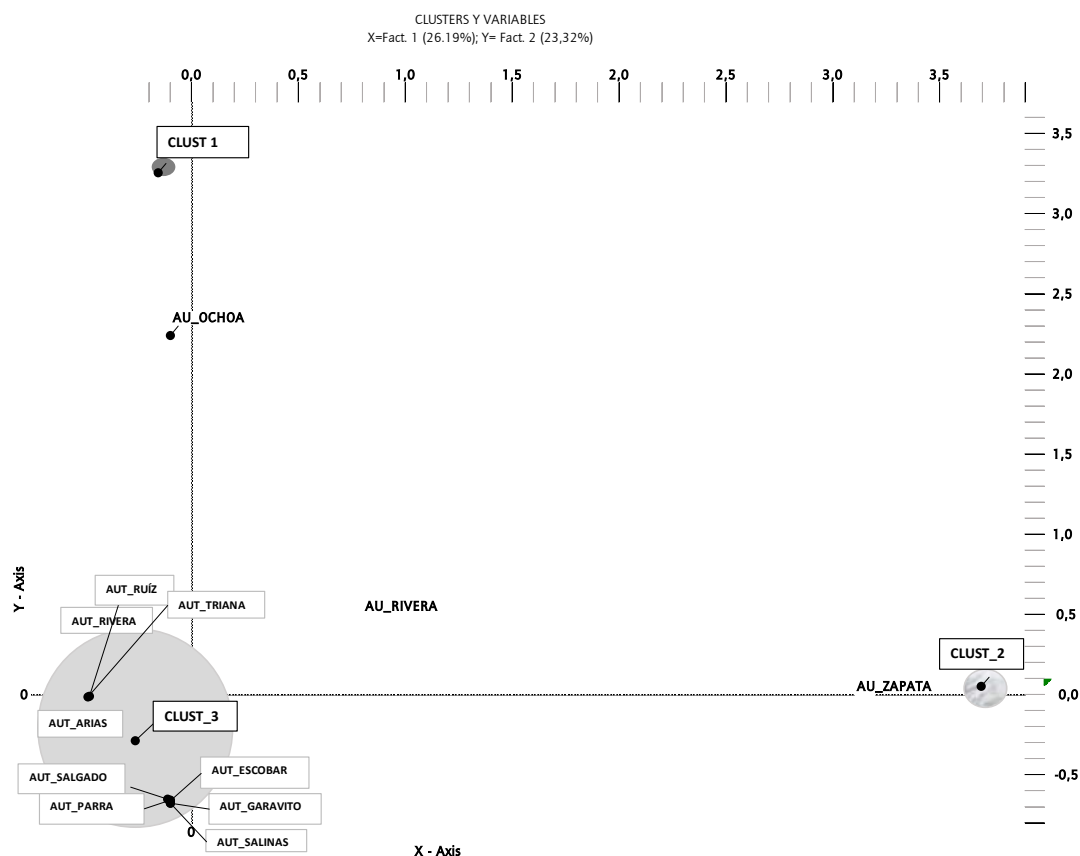 CLUSTERS Y VARIABLES
X=Fact. 1 (26.19%); Y= Fact. 2 (23,32%)
0,0 0,5 1,0 1,5 2,0 2,5 3,0 3,5
CLUST 1
3,5
3,0
2,5
AU_OCHOA
2,0
1,5
1,0
Y - Axis
AUT_RUÍZ
AUT_TRIANA
AU_RIVERA
0,5
AUT_RIVERA
CLUST_2
AU_ZAPATA
0
0,0
AUT_ARIAS
CLUST_3
AUT_ESCOBAR
AUT_SALGADO
-0,5
AUT_PARRA
AUT_GARAVITO
0
AUT_SALINAS
X - Axis